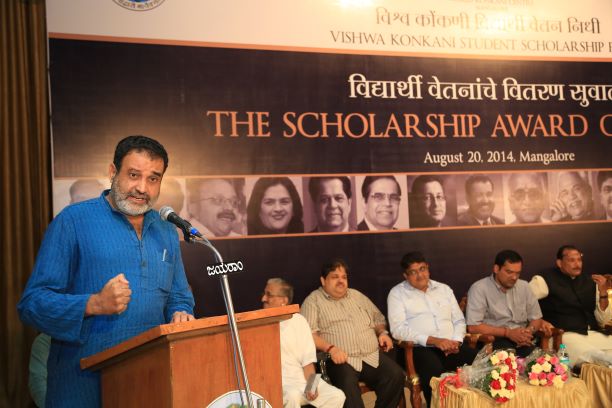 विश्व कोंकणी विद्यार्थी वेतन निधी
VISHWA KONKANI STUDENT SCHOLARSHIP
विद्यार्थी वेतनांचे वितरण
THE SCHOLARSHIP AWARD
August 20, 2014, Mangalore
ಜಯರಾಂ